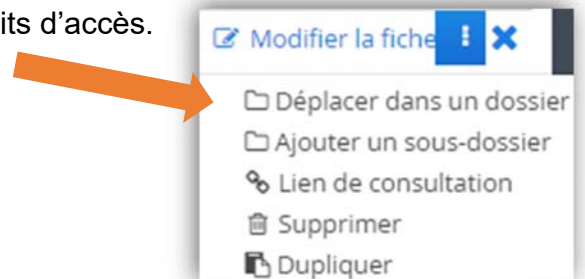 its d’accès.
Modifier la fiche
Déplacer dans un dossier
Ajouter un sous-dossier
Lien de consultation
Supprimer
Dupliquer